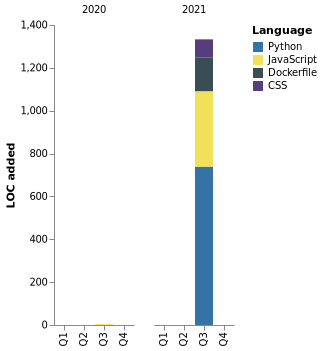 2020
2021
1,400
1,200
1,000
800
600
400
200
0
LOC added
Q1
Q2
Q3
Q4
Q1
Q2
Q3
Q4
Language
Python
JavaScript
Dockerfile
CSS